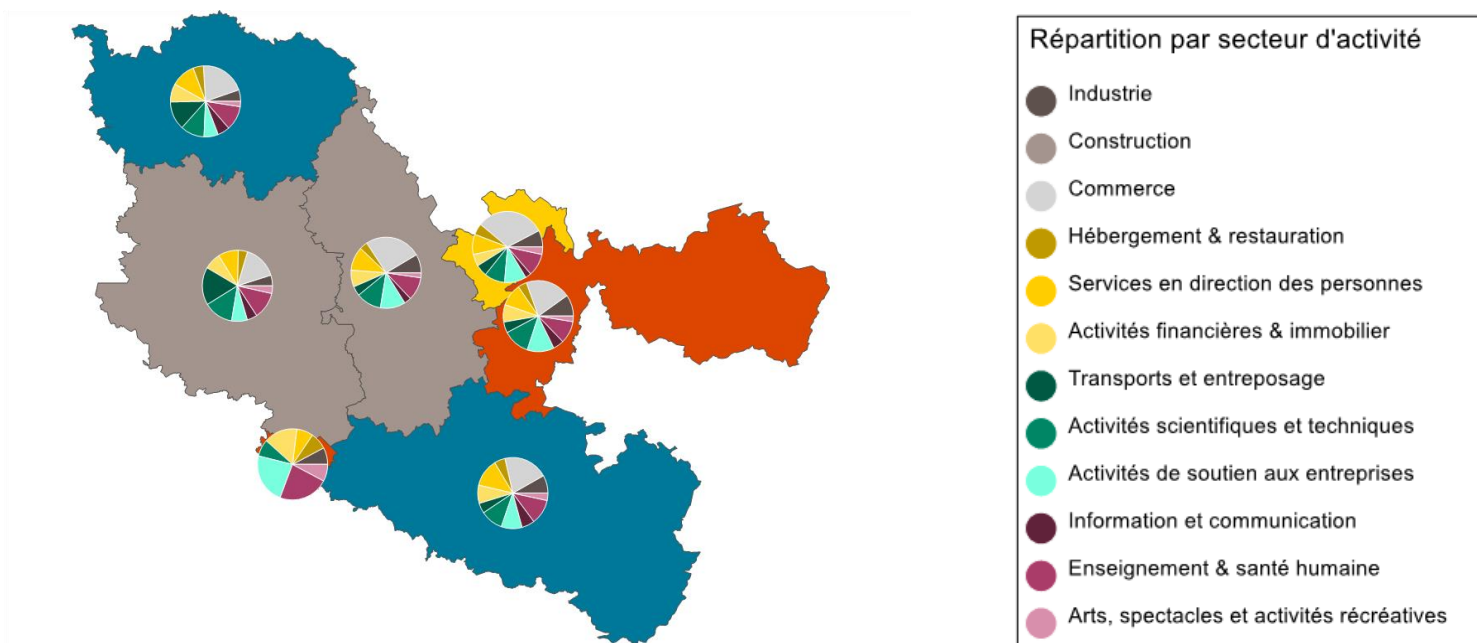 Répartition par secteur d'activité
Industrie
Construction
Commerce
Hébergement & restauration
Services en direction des personnes
Activités financières & immobilier
Transports et entreposage
Activités scientifiques et techniques
Activités de soutien aux entreprises
Information et communication
Enseignement & santé humaine
Arts, spectacles et activités récréatives